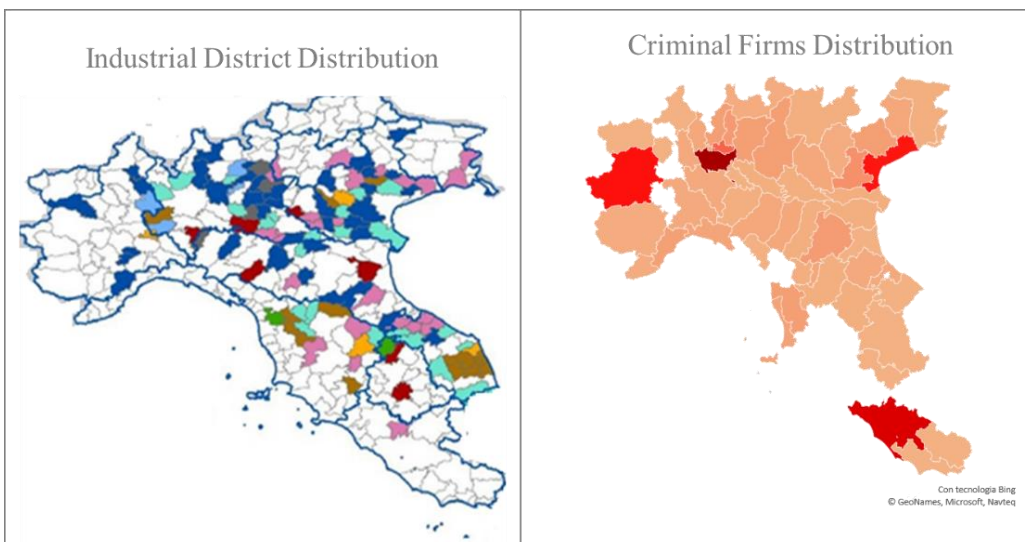 Industrial District Distribution
Criminal Firms Distribution
Con tecnologia Bing
© GeoNames, Microsoft, Navteq